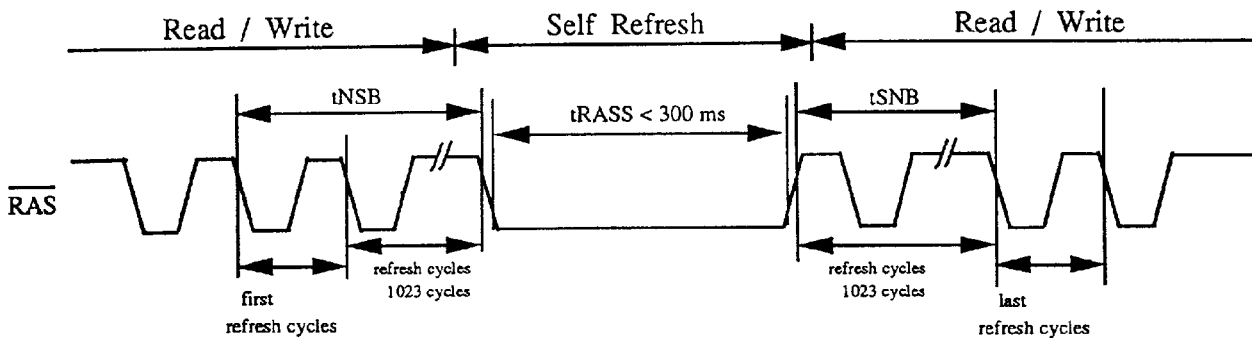 Read / Write
Self Refresh
Read / Write
tNSB
tRASS < 300 ms
tSNB
RAS
refresh cycles
1023 cycles
first
refresh cycles
refresh cycles
1023 cycles
last
refresh cycles